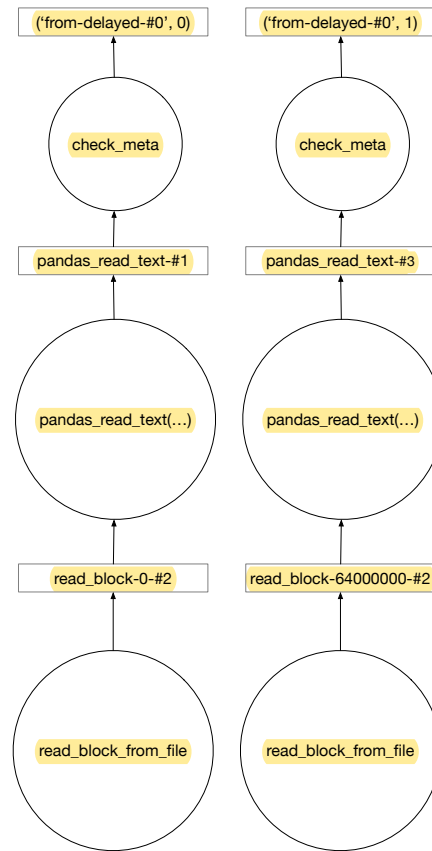 (‘from-delayed-#0’, 0)
(‘from-delayed-#0’, 1)
check_meta
check_meta
pandas_read_text-#1
pandas_read_text-#3
pandas_read_text(…)
pandas_read_text(…)
read_block-0-#2
read_block-64000000-#2
read_block_from_file
read_block_from_file